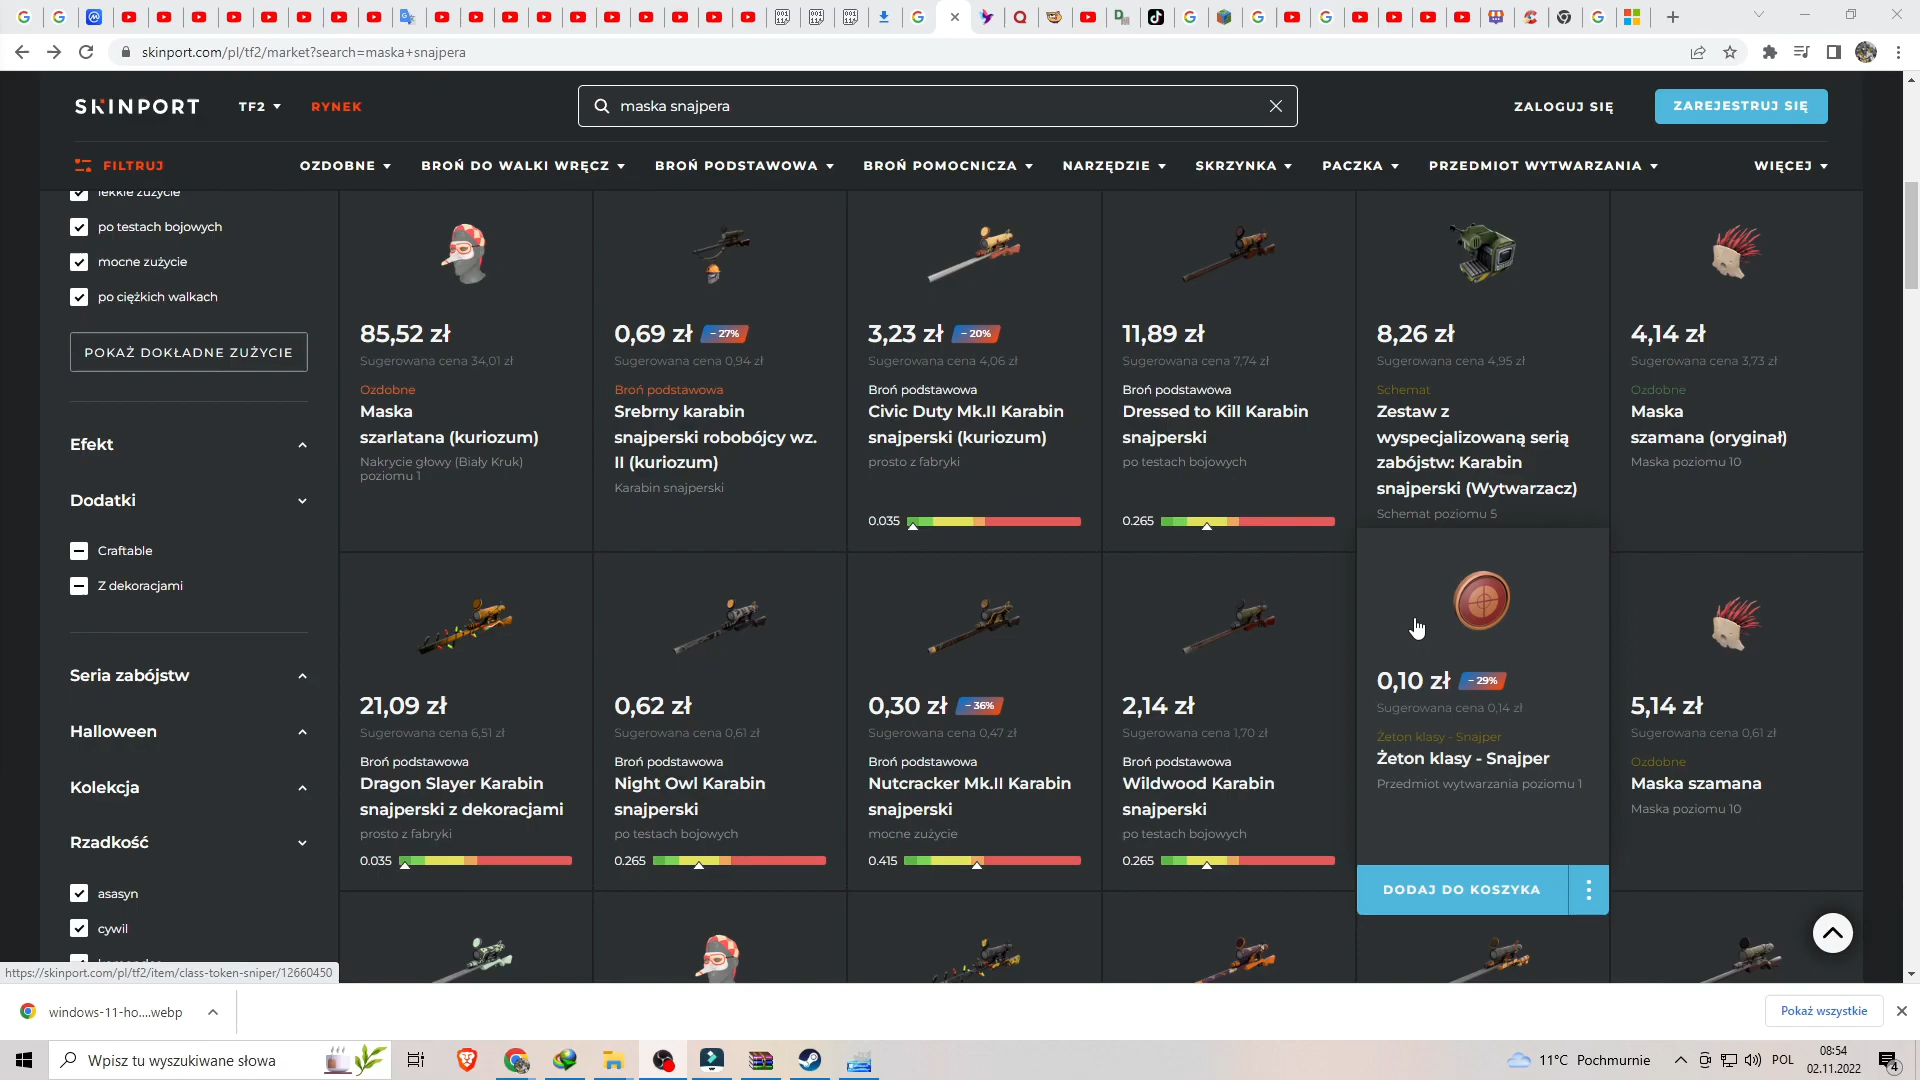 skinport.com/pl/tf2/market?search=maska+snajpera
SKINPORT
TF2
RYNEK
maska snajpera
ZALOGUJ SIĘ
ZAREJESTRUJ SIĘ
FILTRUJ
OZDOBNE
BROŃ DO WALKI WRĘCZ
BROŃ PODSTAWOWA
BROŃ POMOCNICZA
NARZĘDZIE
SKRZYNKA
PACZKA
PRZEDMIOT WYTWARZANIA
WIĘCEJ
lekkie zużycie
po testach bojowych
mocne zużycie
po ciężkich walkach
POKAŻ DOKŁADNE ZUŻYCIE
Efekt
Dodatki
Craftable
Z dekoracjami
Seria zabójstw
Halloween
Kolekcja
Rzadkość
asasyn
cywil
85,52 zł
Sugerowana cena 34,01 zł
Ozdobne
Maska
szarlatana (kuriozum)
Nakrycie głowy (Biały Kruk)
poziomu 1
0,69 zł
– 27%
Sugerowana cena 0,94 zł
Broń podstawowa
Srebrny karabin
snajperski robobójcy wz.
II (kuriozum)
Karabin snajperski
3,23 zł
– 20%
Sugerowana cena 4,06 zł
Broń podstawowa
Civic Duty Mk.II Karabin
snajperski (kuriozum)
prosto z fabryki
0.035
11,89 zł
Sugerowana cena 7,74 zł
Broń podstawowa
Dressed to Kill Karabin
snajperski
po testach bojowych
0.265
8,26 zł
Sugerowana cena 4,95 zł
Schemat
Zestaw z
wyspecjalizowaną serią
zabójstw: Karabin
snajperski (Wytwarzacz)
Schemat poziomu 5
4,14 zł
Sugerowana cena 3,73 zł
Ozdobne
Maska
szamana (oryginał)
Maska poziomu 10
21,09 zł
Sugerowana cena 6,51 zł
Broń podstawowa
Dragon Slayer Karabin
snajperski z dekoracjami
prosto z fabryki
0.035
0,62 zł
Sugerowana cena 0,61 zł
Broń podstawowa
Night Owl Karabin
snajperski
po testach bojowych
0.265
0,30 zł
– 36%
Sugerowana cena 0,47 zł
Broń podstawowa
Nutcracker Mk.II Karabin
snajperski
mocne zużycie
0.415
2,14 zł
Sugerowana cena 1,70 zł
Broń podstawowa
Wildwood Karabin
snajperski
po testach bojowych
0.265
0,10 zł
– 29%
Sugerowana cena 0,14 zł
Żeton klasy - Snajper
Żeton klasy - Snajper
Przedmiot wytwarzania poziomu 1
DODAJ DO KOSZYKA
5,14 zł
Sugerowana cena 0,61 zł
Ozdobne
Maska szamana
Maska poziomu 10
https://skinport.com/pl/tf2/item/class-token-sniper/12660450
windows-11-ho....webp
Pokaż wszystkie
Wpisz tu wyszukiwane słowa
11°C Pochmurnie
POL
08:54
02.11.2022
4